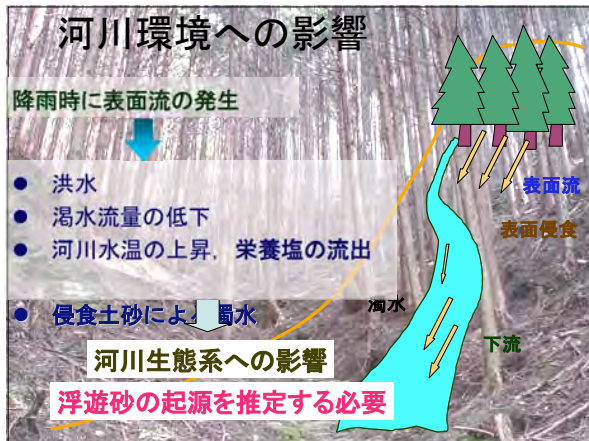 河川環境への影響
降雨時に表面流の発生
● 洪水
● 渇水流量の低下
● 河川水温の上昇，栄養塩の流出
● 侵食土砂による濁水
河川生態系への影響
浮遊砂の起源を推定する必要
表面流
表面侵食
濁水
下流